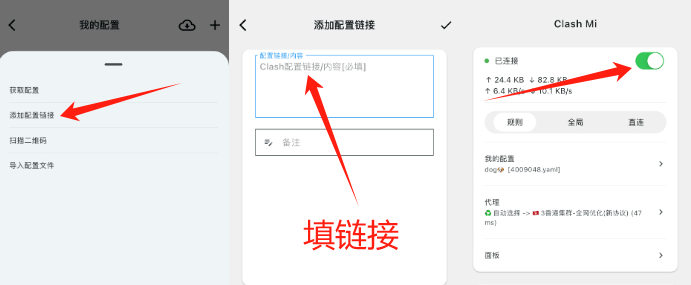 我的配置
获取配置
添加配置链接
扫描二维码
导入配置文件
添加配置链接
配置链接/内容
Clash配置链接/内容[必填]
备注
填链接
Clash Mi
已连接
↑ 24.4 KB ↓ 82.8 KB
↑ 6.4 KB/s ↓ 10.1 KB/s
规则 全局 直连
我的配置
dog🐶 [4009048.yaml]
代理
♻️ 自动选择 -> 🇭🇰 3香港集群-全网优化(新协议) (47
ms)
面板